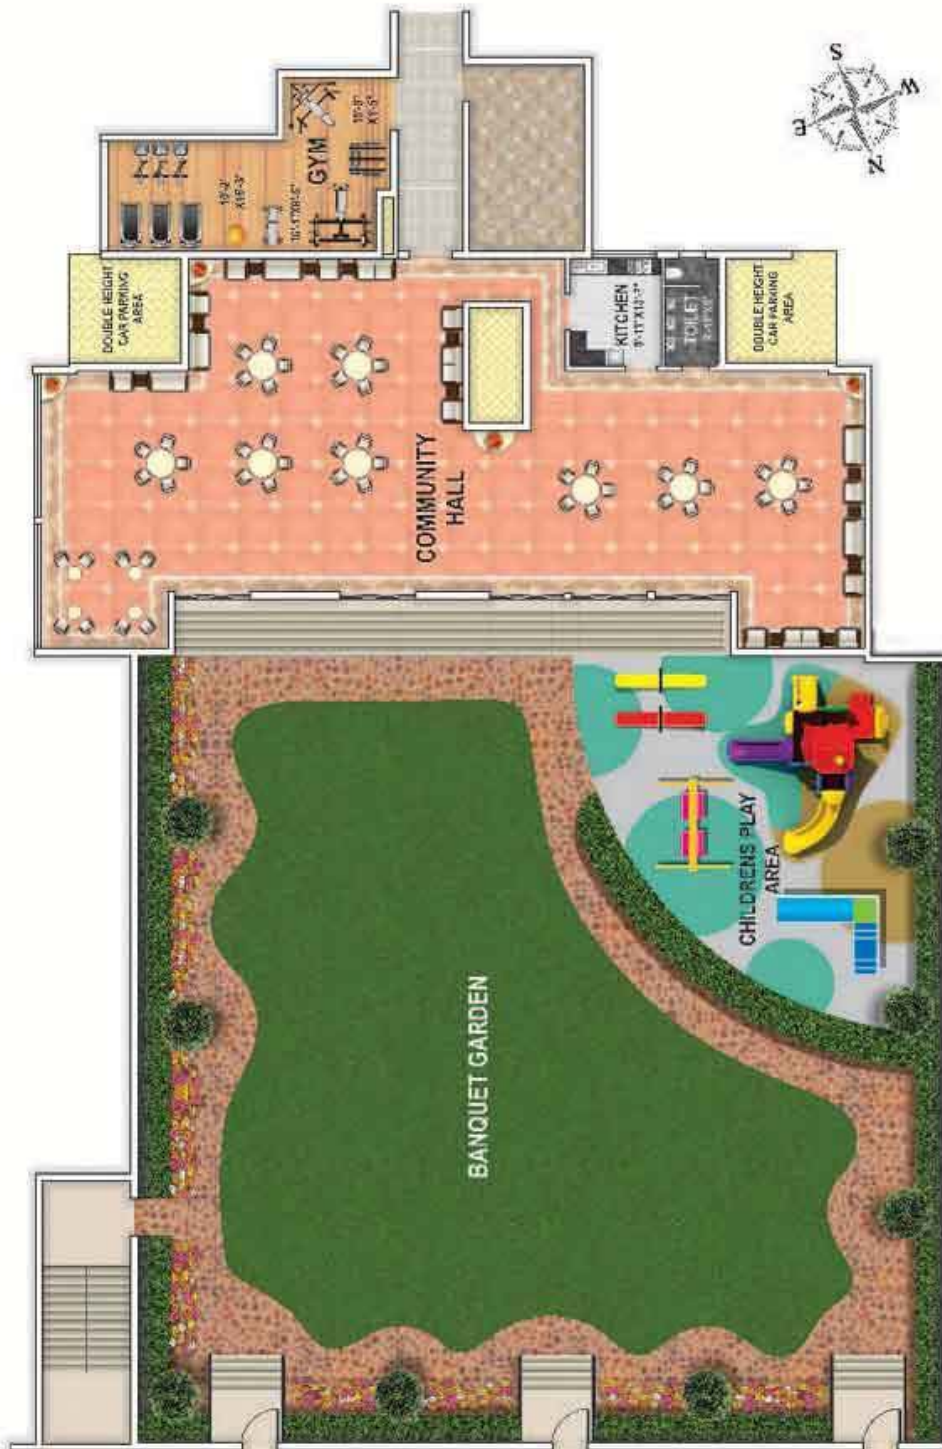 S
W
E
N
GYM
DOUBLE HEIGHT
CAR PARKING
AREA
KITCHEN
TOILET
DOUBLE HEIGHT
CAR PARKING
AREA
COMMUNITY
HALL
CHILDRENS PLAY
AREA
BANQUET GARDEN